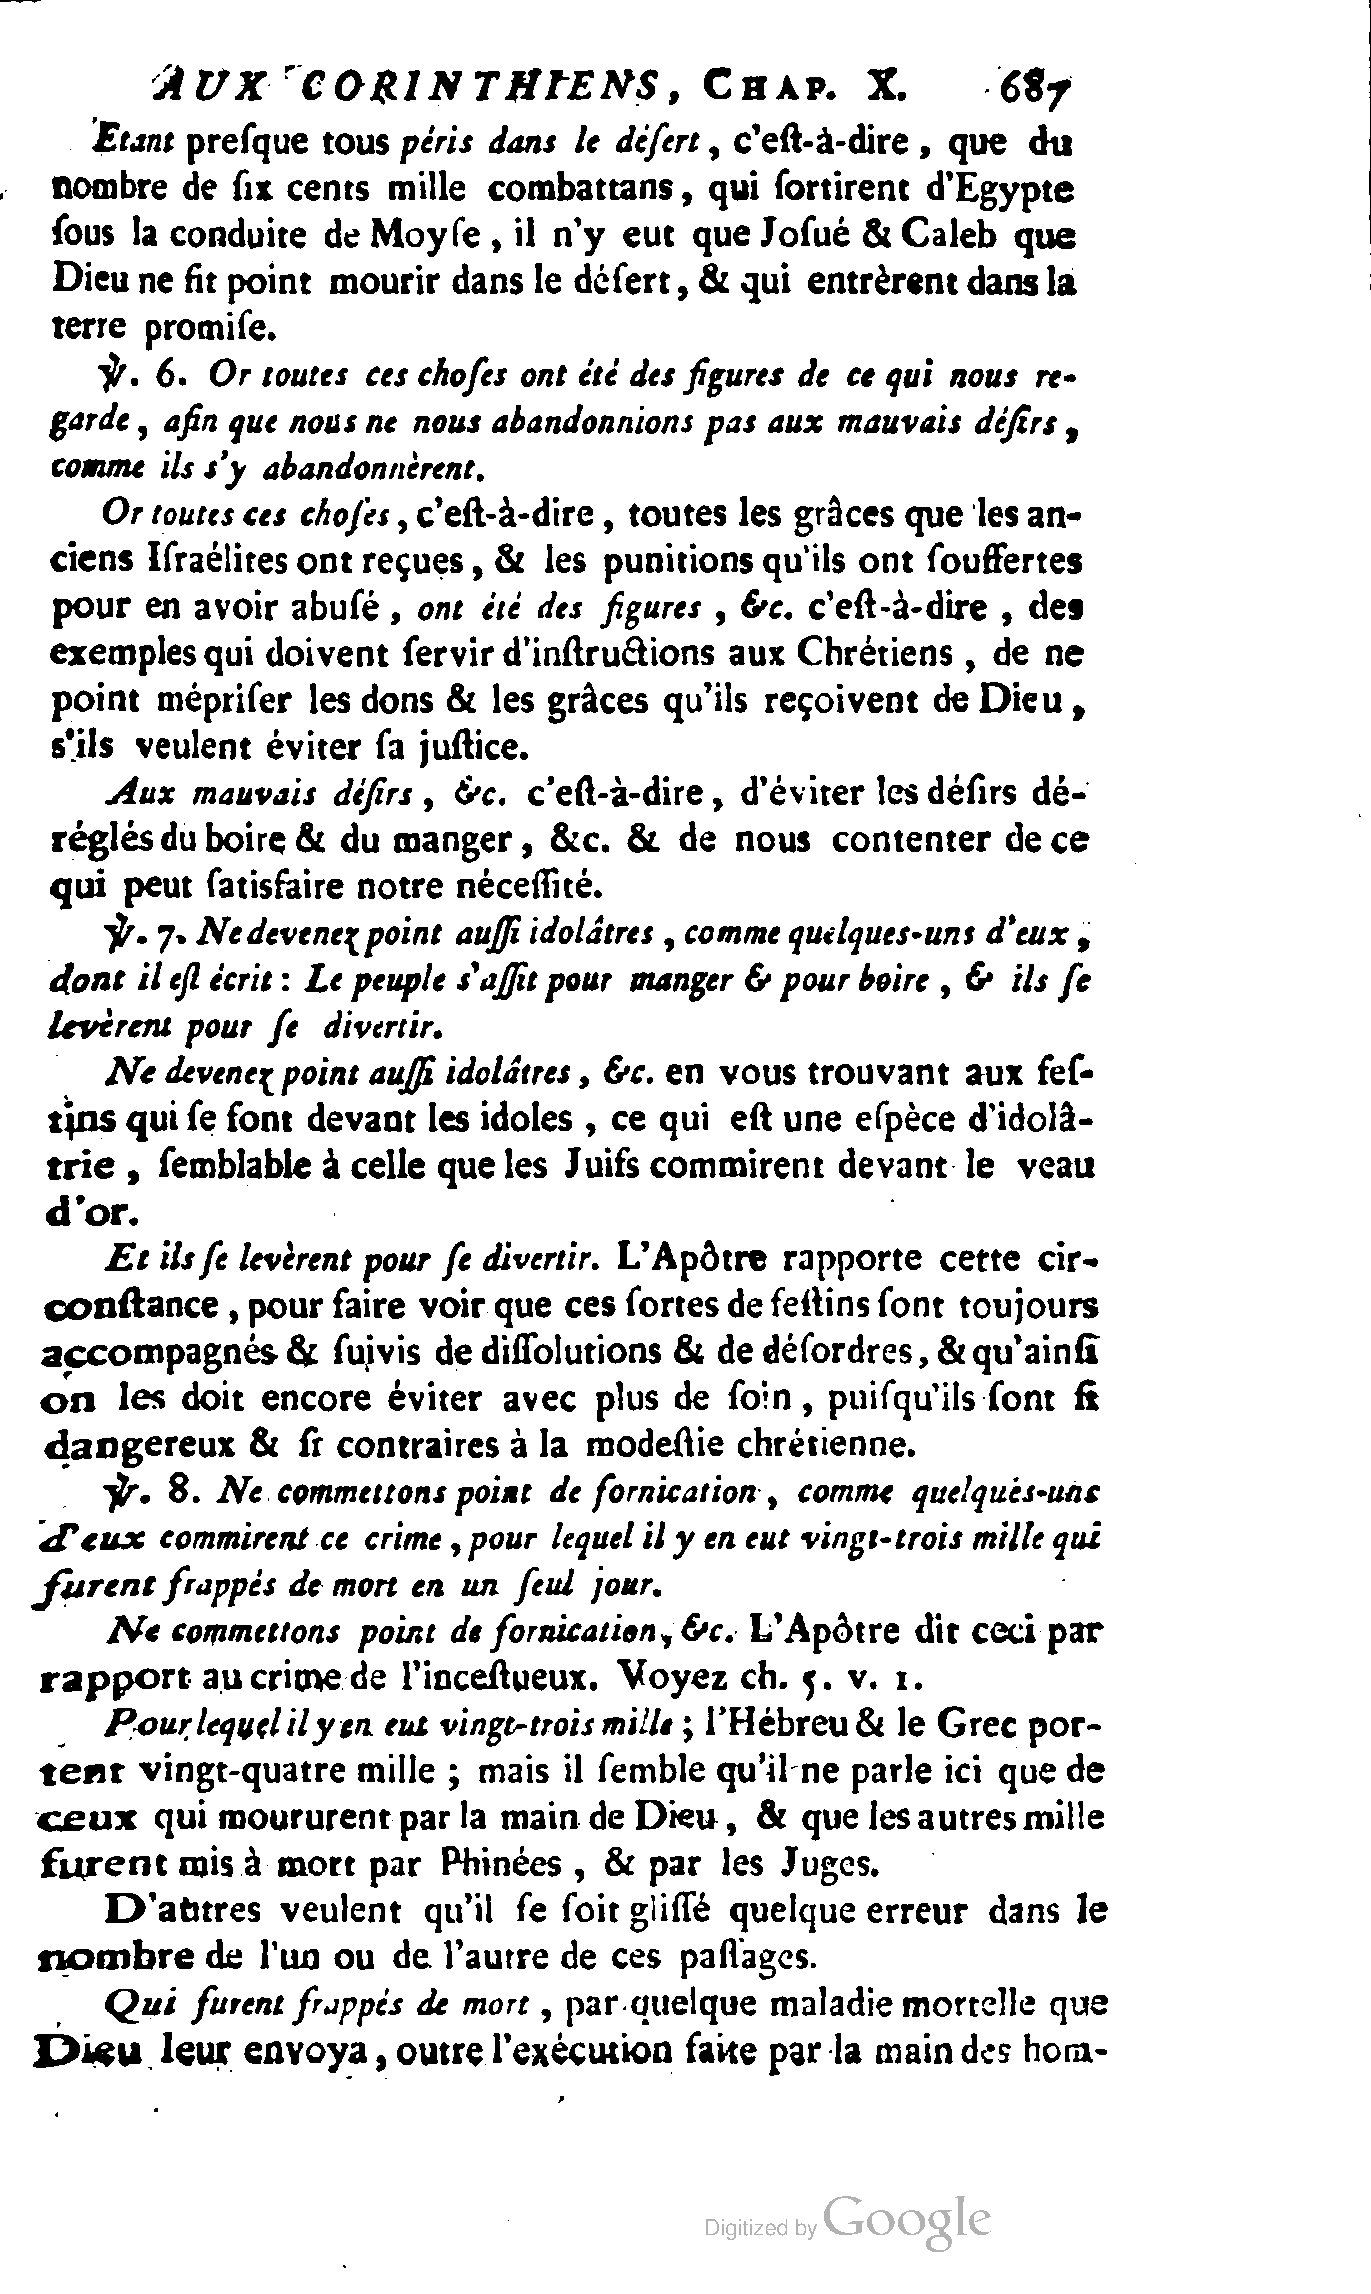 AUX CORINTHIENS, CHAP. X. 687
Etant preſque tous péris dans le déſert, c'eſt-à-dire, que du
nombre de ſix cents mille combattans, qui ſortirent d'Egypte
ſous la conduite de Moyſe, il n'y eut que Joſué & Caleb que
Dieu ne fit point mourir dans le déſert, & qui entrèrent dans la
terre promiſe.
℣. 6. Or toutes ces choſes ont été des figures de ce qui nous re-
garde, afin que nous ne nous abandonnions pas aux mauvais déſirs,
comme ils s'y abandonnèrent.
Or toutes ces choſes, c'eſt-à-dire, toutes les grâces que les an-
ciens Iſraélites ont reçues, & les punitions qu'ils ont ſouffertes
pour en avoir abuſé, ont été des figures, &c. c'eſt-à-dire, des
exemples qui doivent ſervir d'inſtructions aux Chrétiens, de ne
point mépriſer les dons & les grâces qu'ils reçoivent de Dieu,
s'ils veulent éviter ſa juſtice.
Aux mauvais déſirs, &c. c'eſt-à-dire, d'éviter les déſirs dé-
réglés du boire & du manger, &c. & de nous contenter de ce
qui peut ſatisfaire notre néceſſité.
℣. 7. Ne devenez point auſſi idolâtres, comme quelques-uns d'eux,
dont il eſt écrit: Le peuple s'aſſit pour manger & pour boire, & ils ſe
levèrent pour ſe divertir.
Ne devenez point auſſi idolâtres, &c. en vous trouvant aux feſ-
tins qui ſe font devant les idoles, ce qui eſt une eſpèce d'idolâ-
trie, ſemblable à celle que les Juifs commirent devant le veau
d'or.
Et ils ſe levèrent pour ſe divertir. L'Apôtre rapporte cette cir-
conſtance, pour faire voir que ces ſortes de feſtins ſont toujours
accompagnés & ſuivis de diſſolutions & de déſordres, & qu'ainſi
on les doit encore éviter avec plus de ſoin, puiſqu'ils ſont ſi
dangereux & ſi contraires à la modeſtie chrétienne.
℣. 8. Ne commettons point de fornication, comme quelques-uns
d'eux commirent ce crime, pour lequel il y en eut vingt-trois mille qui
furent frappés de mort en un ſeul jour.
Ne commettons point de fornication, &c. L'Apôtre dit ceci par
rapport au crime de l'inceſtueux. Voyez ch. 5. v. 1.
Pour lequel il y en eut vingt-trois mille; l'Hébreu & le Grec por-
tent vingt-quatre mille; mais il ſemble qu'il ne parle ici que de
ceux qui moururent par la main de Dieu, & que les autres mille
furent mis à mort par Phinées, & par les Juges.
D'autres veulent qu'il ſe ſoit gliſſé quelque erreur dans le
nombre de l'un ou de l'autre de ces paſſages.
Qui furent frappés de mort, par quelque maladie mortelle que
Dieu leur envoya, outre l'exécution faite par la main des hom-
Digitized by Google